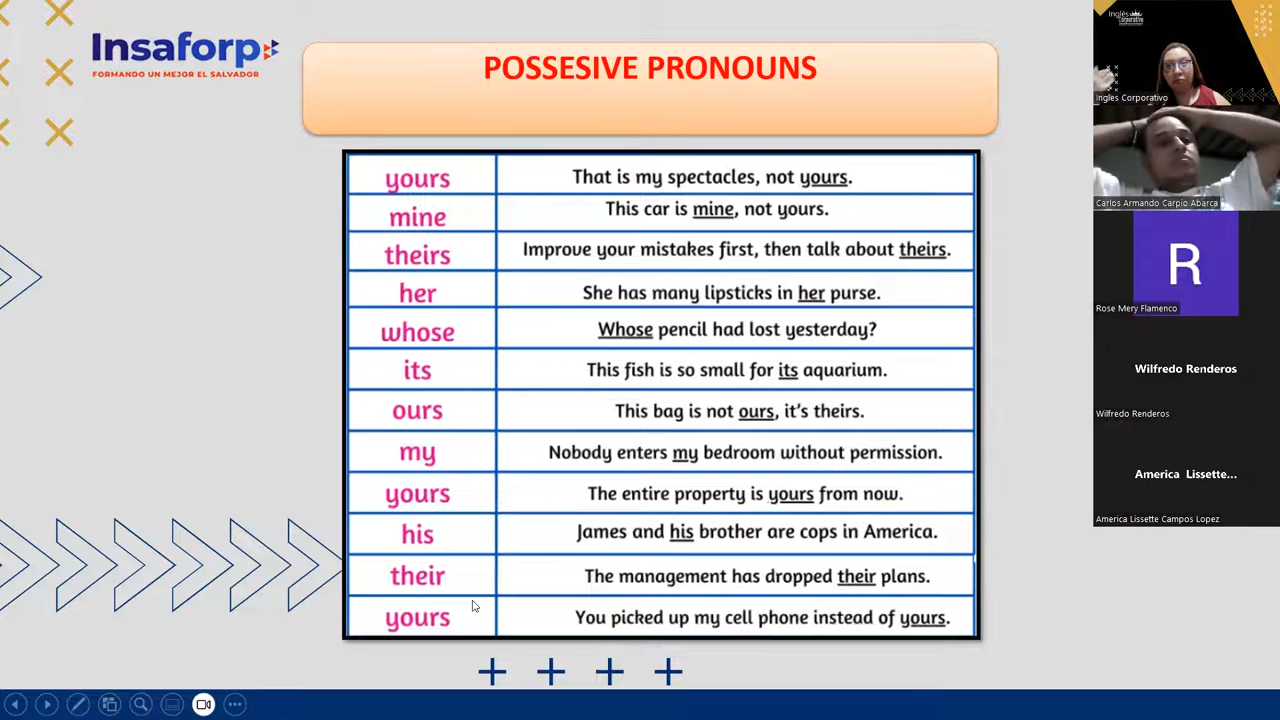 Insaforp
FORMANDO UN MEJOR EL SALVADOR
POSSESIVE PRONOUNS
yours That is my spectacles, not yours.
mine This car is mine, not yours.
theirs Improve your mistakes first, then talk about theirs.
her She has many lipsticks in her purse.
whose Whose pencil had lost yesterday?
its This fish is so small for its aquarium.
ours This bag is not ours, it's theirs.
my Nobody enters my bedroom without permission.
yours The entire property is yours from now.
his James and his brother are cops in America.
their The management has dropped their plans.
yours You picked up my cell phone instead of yours.
Inglés
Corporativo
Ingles Corporativo
Carlos Armando Carpio Abarca
R
Rose Mery Flamenco
Wilfredo Renderos
Wilfredo Renderos
America Lissette...
America Lissette Campos Lopez